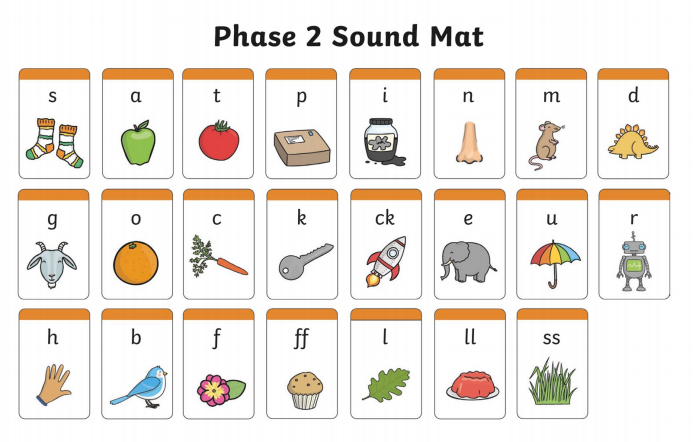 Phase 2 Sound Mat
s a t p i n m d
g o c k ck e u r
h b f ff l ll ss